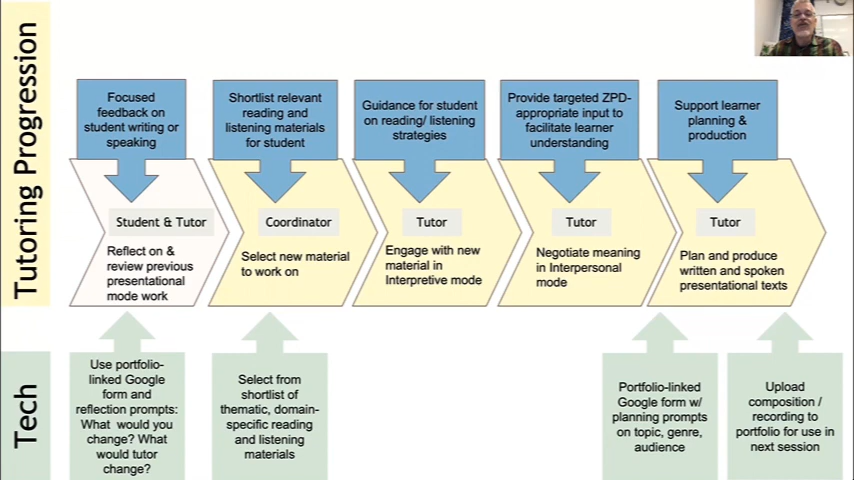 Tutoring Progression
Focused
feedback on
student writing or
speaking
Shortlist relevant
reading and
listening materials
for student
Guidance for student
on reading/ listening
strategies
Provide targeted ZPD-
appropriate input to
facilitate learner
understanding
Support learner
planning &
production
Student & Tutor
Reflect on &
review previous
presentational
mode work
Coordinator
Select new material
to work on
Tutor
Engage with new
material in
Interpretive mode
Tutor
Negotiate meaning
in Interpersonal
mode
Tutor
Plan and produce
written and spoken
presentational texts
Tech
Use portfolio-
linked Google
form and
reflection prompts:
What would you
change? What
would tutor
change?
Select from
shortlist of
thematic, domain-
specific reading
and listening
materials
Portfolio-linked
Google form w/
planning prompts
on topic, genre,
audience
Upload
composition /
recording to
portfolio for use in
next session